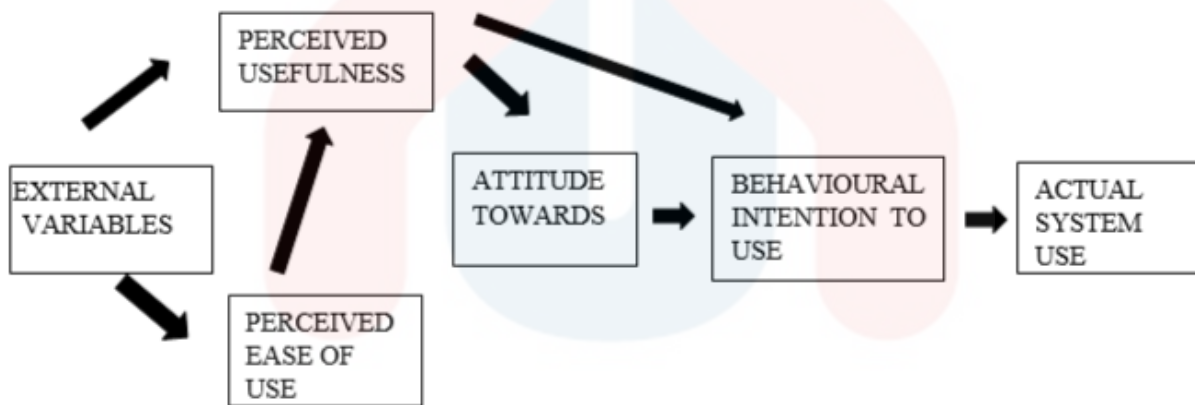 PERCEIVED
USEFULNESS
EXTERNAL
VARIABLES
PERCEIVED
EASE OF
USE
ATTITUDE
TOWARDS
BEHAVIOURAL
INTENTION TO
USE
ACTUAL
SYSTEM
USE